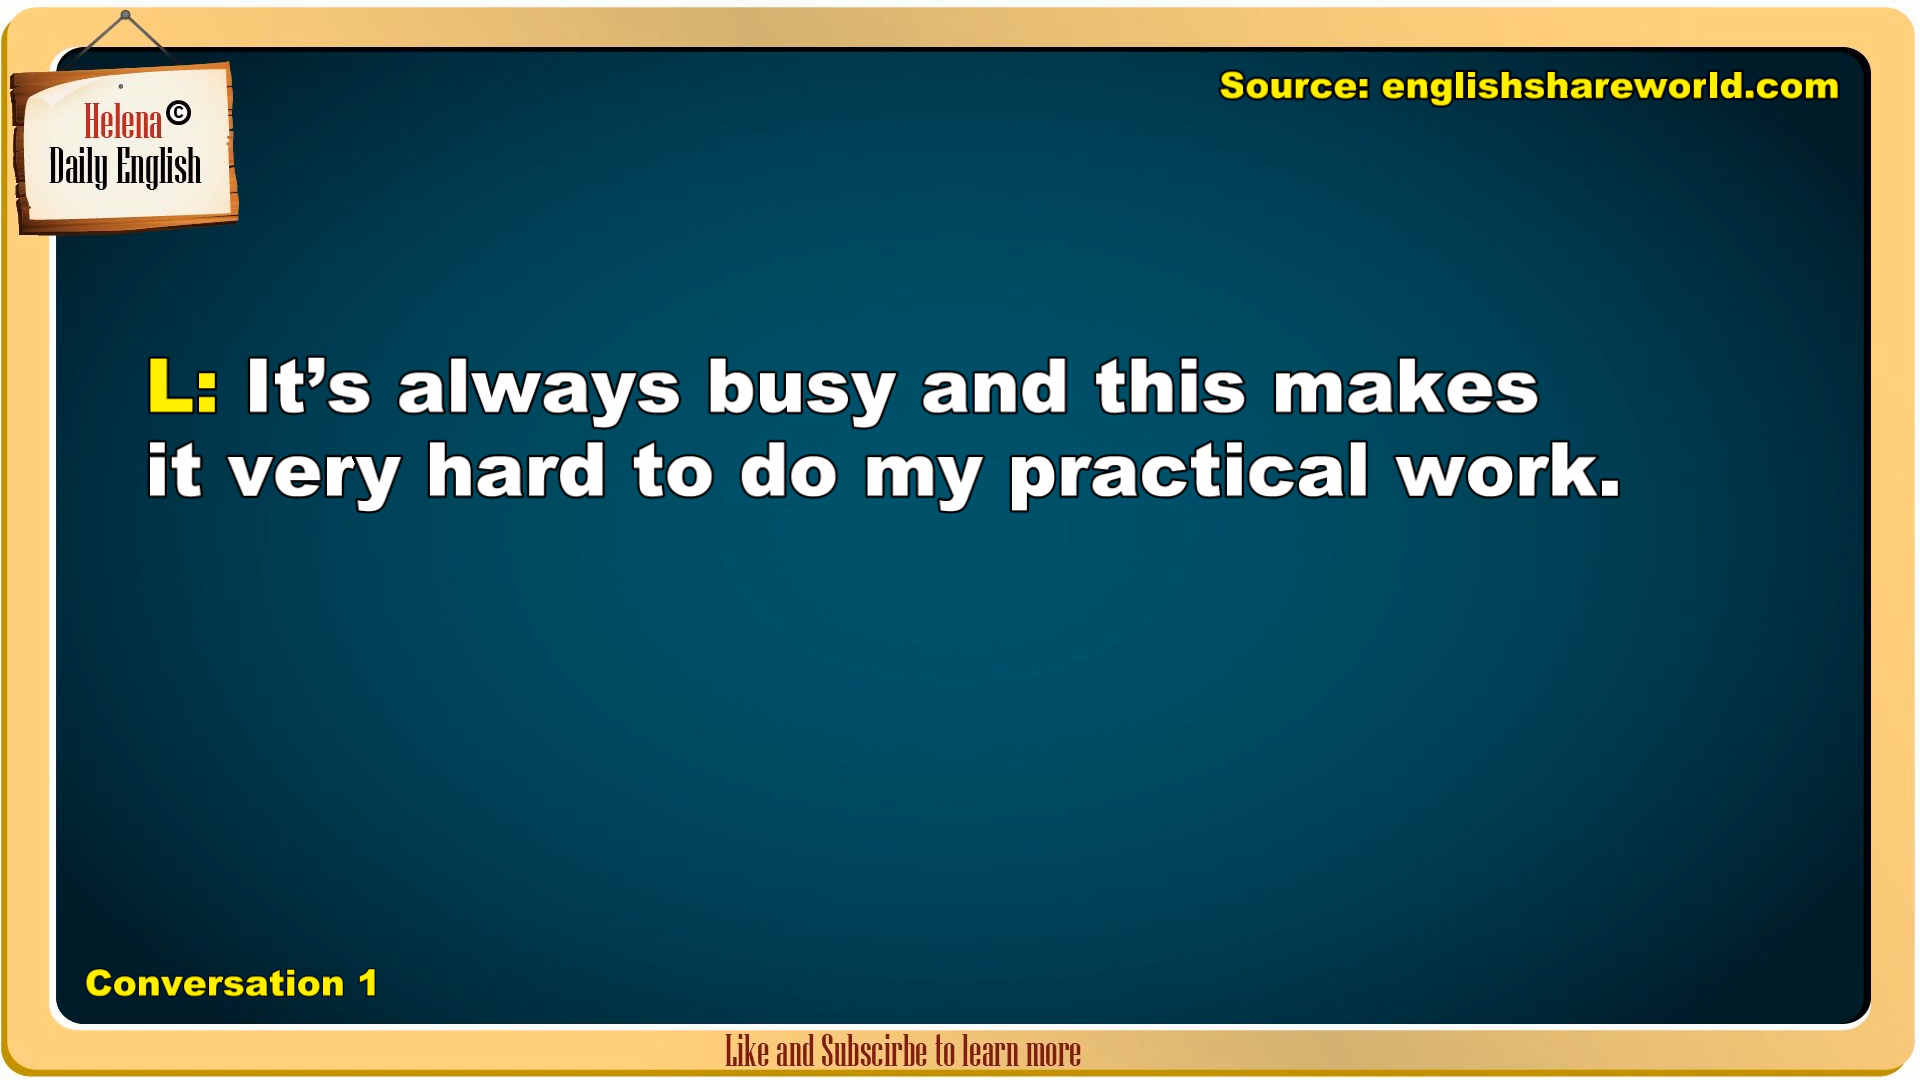 Helena©
Daily English
Source: englishshareworld.com
L: It’s always busy and this makes
it very hard to do my practical work.
Conversation 1
Like and Subscirbe to learn more